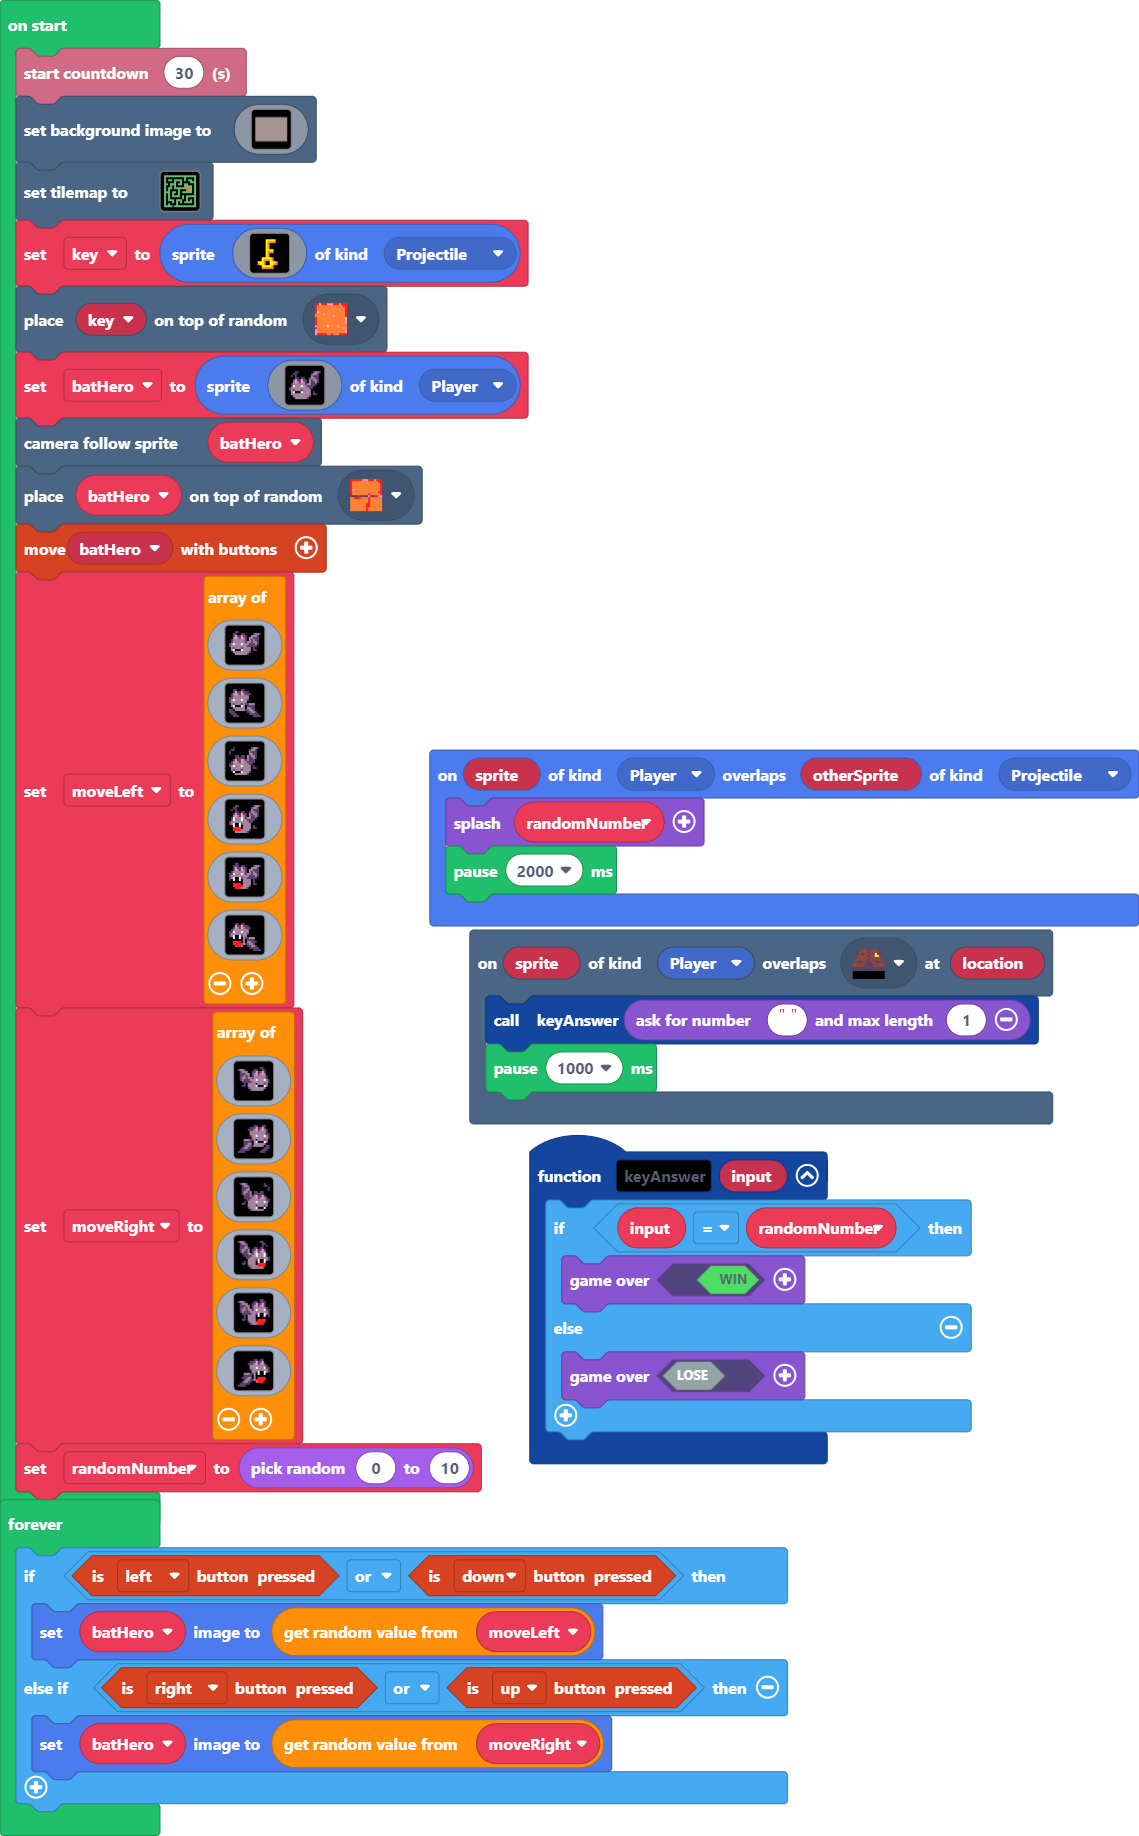 on start
start countdown 30 (s)
set background image to
set tilemap to
set key to sprite of kind Projectile
place key on top of random
set batHero to sprite of kind Player
camera follow sprite batHero
place batHero on top of random
move batHero with buttons
array of
set moveLeft to
array of
set moveRight to
set randomNumber to pick random 0 to 10
on sprite of kind Player overlaps otherSprite of kind Projectile
splash randomNumber
pause 2000 ms
on sprite of kind Player overlaps at location
call keyAnswer ask for number " " and max length 1
pause 1000 ms
function keyAnswer input
if input = randomNumber then
game over WIN
else
game over LOSE
forever
if is left button pressed or is down button pressed then
set batHero image to get random value from moveLeft
else if is right button pressed or is up button pressed then
set batHero image to get random value from moveRight